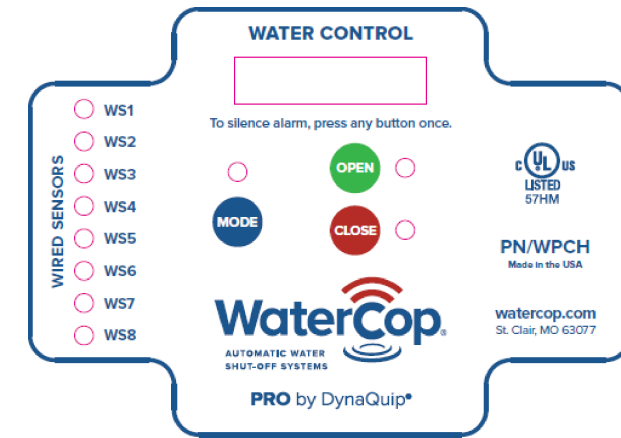 WATER CONTROL
To silence alarm, press any button once.
WIRED SENSORS
WS1
WS2
WS3
WS4
WS5
WS6
WS7
WS8
OPEN
MODE
CLOSE
WaterCop®
AUTOMATIC WATER
SHUT-OFF SYSTEMS
PRO by DynaQuip®
C UL US
LISTED
57HM
PN/WPCH
Made in the USA
watercop.com
St. Clair, MO 63077